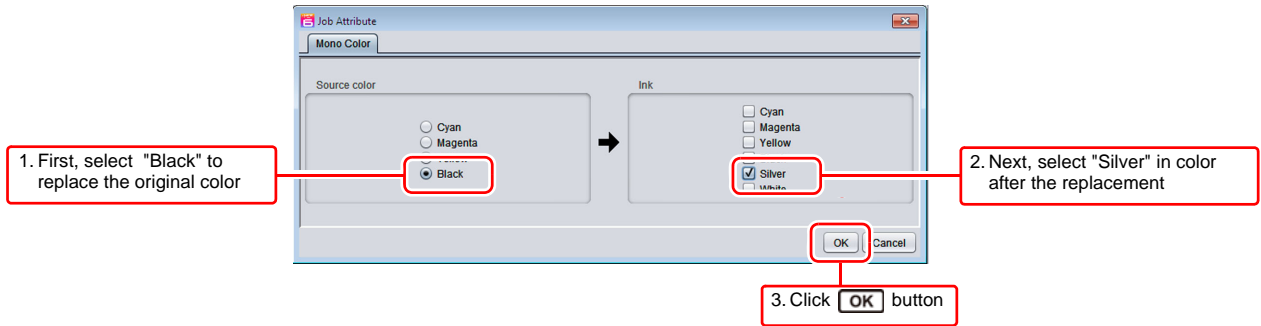 Job Attribute
Mono Color
Source color
Ink
Cyan
Magenta
Black
Cyan
Magenta
Yellow
Silver
White
OK
Cancel
1. First, select "Black" to
replace the original color
2. Next, select "Silver" in color
after the replacement
3. Click OK button